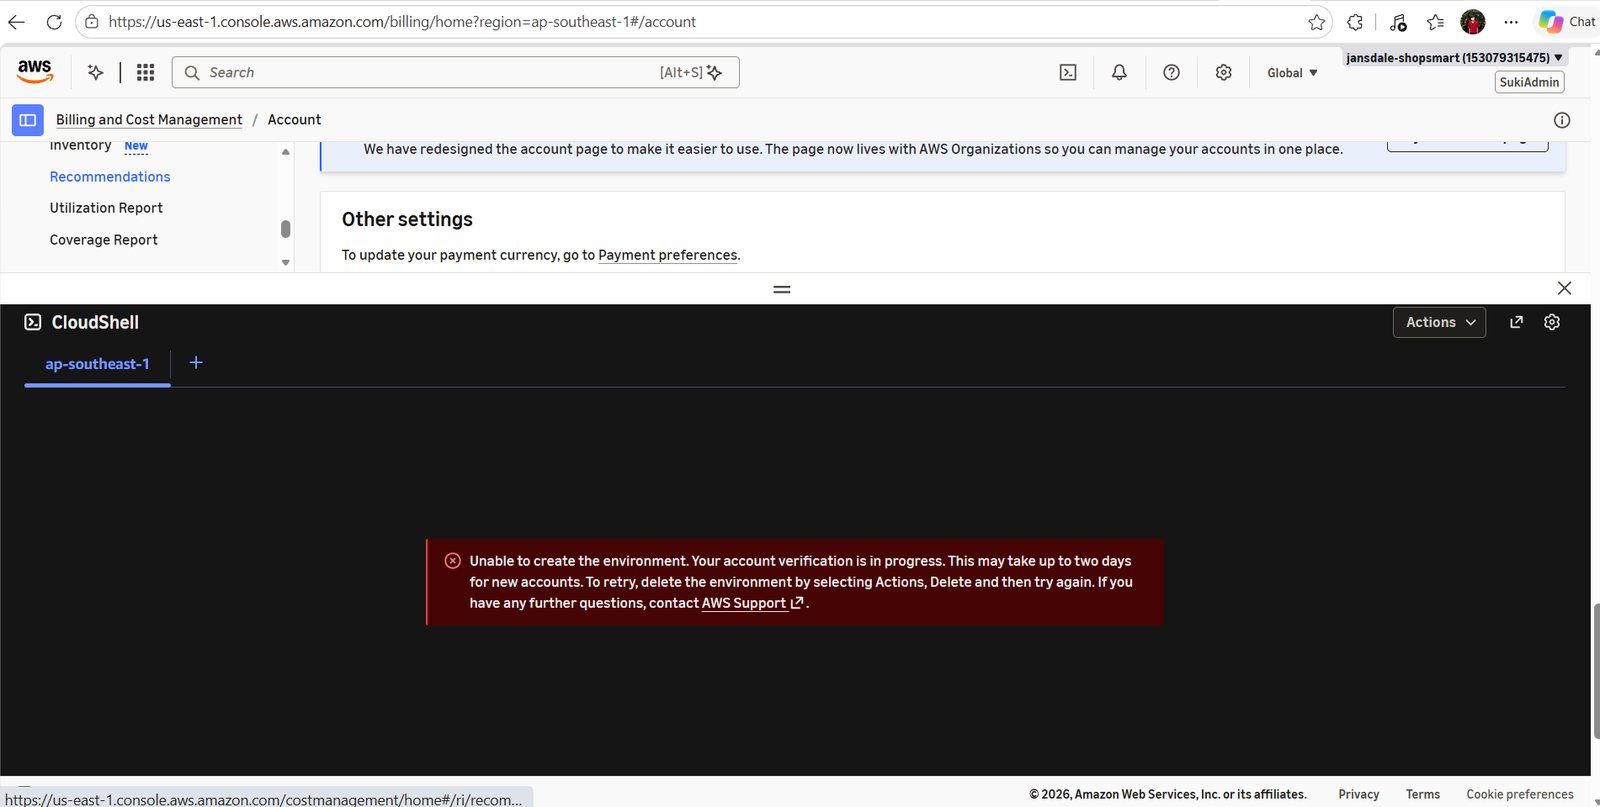 https://us-east-1.console.aws.amazon.com/billing/home?region=ap-southeast-1#/account
Chat
aws
Search
[Alt+S]
Global
jansdale-shopsmart (153079315475)
SukiAdmin
Billing and Cost Management / Account
Inventory New
Recommendations
Utilization Report
Coverage Report
We have redesigned the account page to make it easier to use. The page now lives with AWS Organizations so you can manage your accounts in one place.
Other settings
To update your payment currency, go to Payment preferences.
CloudShell
Actions
ap-southeast-1
Unable to create the environment. Your account verification is in progress. This may take up to two days
for new accounts. To retry, delete the environment by selecting Actions, Delete and then try again. If you
have any further questions, contact AWS Support.
https://us-east-1.console.aws.amazon.com/costmanagement/home#/ri/recom...
© 2026, Amazon Web Services, Inc. or its affiliates.
Privacy
Terms
Cookie preferences